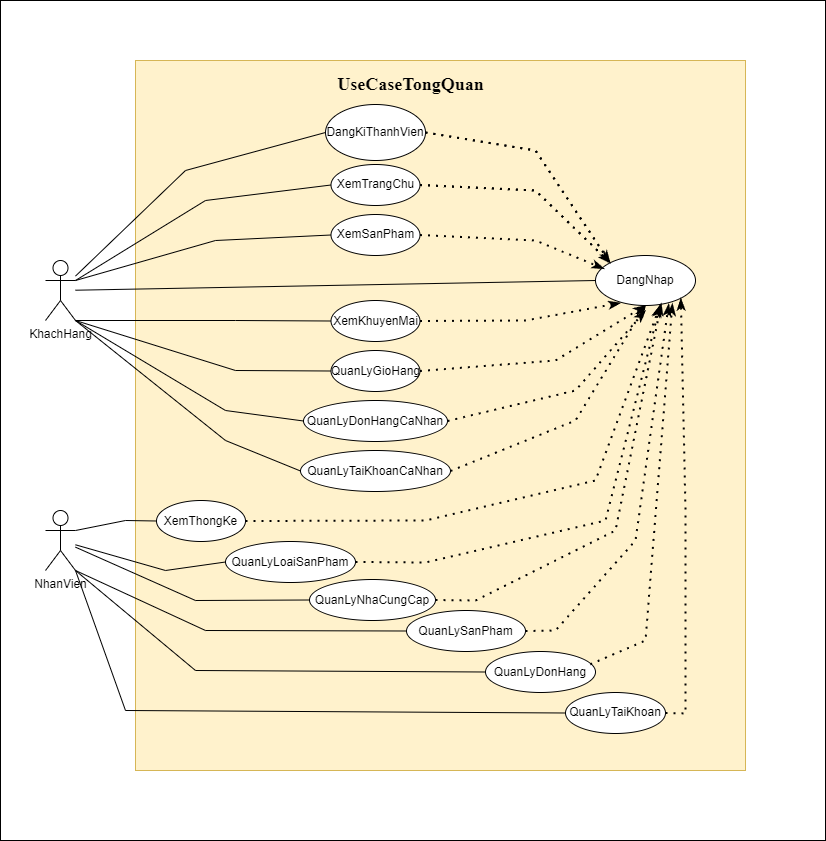 UseCaseTongQuan
DangKiThanhVien
XemTrangChu
XemSanPham
DangNhap
KhachHang
XemKhuyenMai
QuanLyGioHang
QuanLyDonHangCaNhan
QuanLyTaiKhoanCaNhan
XemThongKe
QuanLyLoaiSanPham
NhanVien
QuanLyNhaCungCap
QuanLySanPham
QuanLyDonHang
QuanLyTaiKhoan